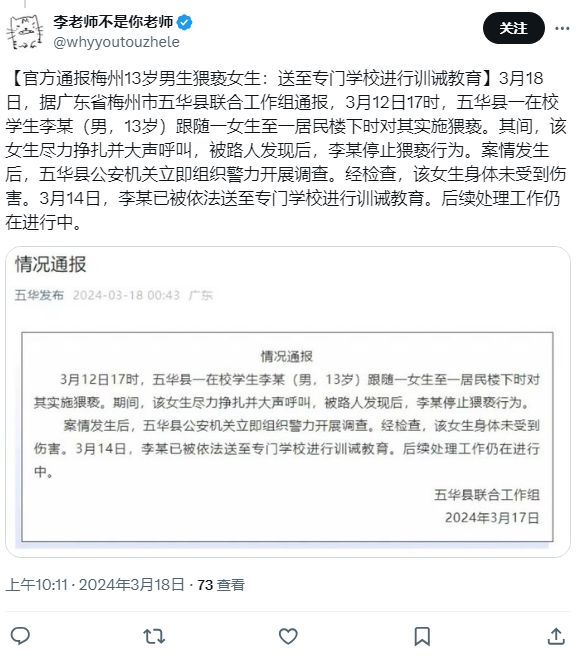 李老师不是你老师
@whyyoutouzhele
关注
【官方通报梅州13岁男生猥亵女生：送至专门学校进行训诫教育】3月18
日，据广东省梅州市五华县联合工作组通报，3月12日17时，五华县一在校
学生李某（男，13岁）跟随一女生至一居民楼下时对其实施猥亵。其间，该
女生尽力挣扎并大声呼叫，被路人发现后，李某停止猥亵行为。案情发生
后，五华县公安机关立即组织警力开展调查。经检查，该女生身体未受到伤
害。3月14日，李某已被依法送至专门学校进行训诫教育。后续处理工作仍
在进行中。
情况通报
五华发布 2024-03-18 00:43 广东
情况通报
3月12日17时，五华县一在校学生李某（男，13岁）跟随一女生至一居民楼下时对
其实施猥亵。期间，该女生尽力挣扎并大声呼叫，被路人发现后，李某停止猥亵行为。
案情发生后，五华县公安机关立即组织警力开展调查。经检查，该女生身体未受到
伤害。3月14日，李某已被依法送至专门学校进行训诫教育。后续处理工作仍在进行
中。
五华县联合工作组
2024年3月17日
上午10:11 · 2024年3月18日 · 73 查看